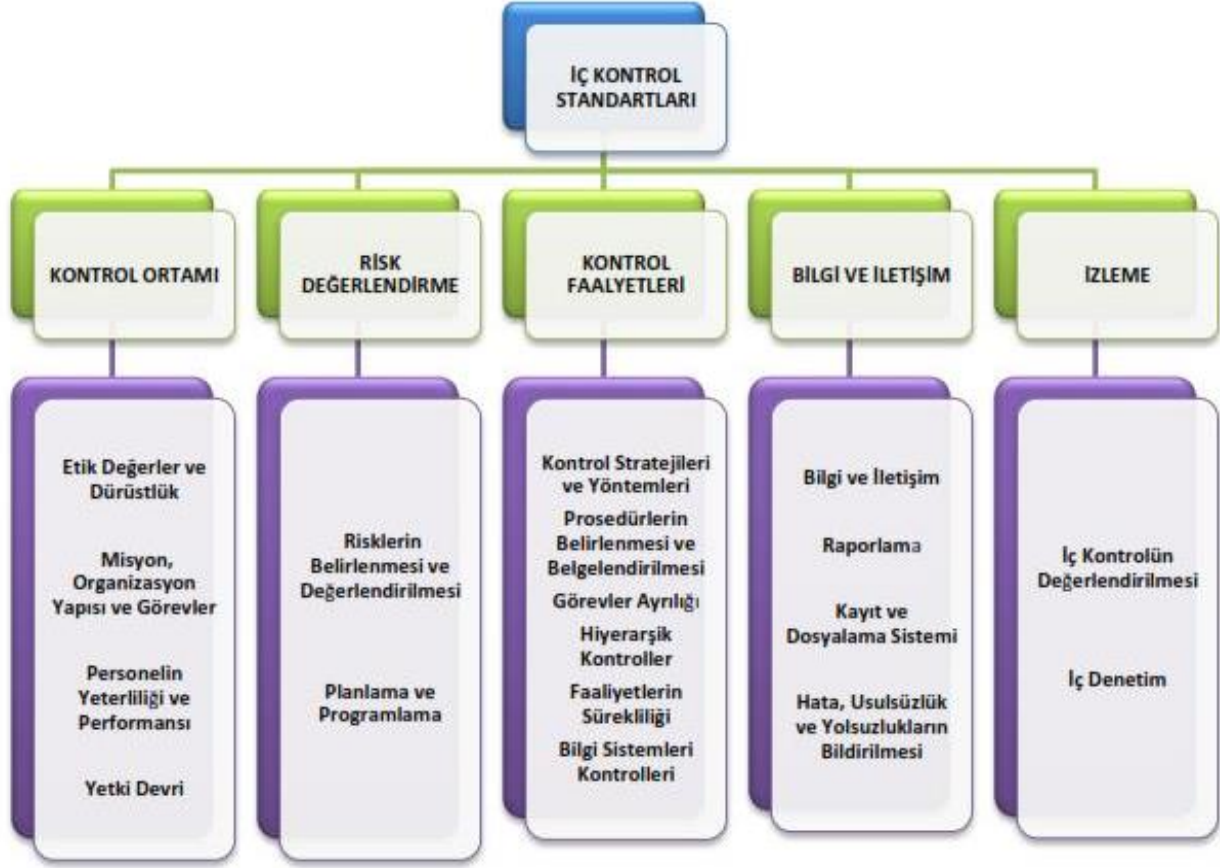 İÇ KONTROL
STANDARTLARI
KONTROL ORTAMI
RİSK
DEĞERLENDİRME
KONTROL
FAALYETLERİ
BİLGİ VE İLETİŞİM
İZLEME
Etik Değerler ve
Dürüstlük
Misyon,
Organizasyon
Yapısı ve Görevler
Personelin
Yeterliliği ve
Performansı
Yetki Devri
Risklerin
Belirlenmesi ve
Değerlendirilmesi
Planlama ve
Programlama
Kontrol Stratejileri
ve Yöntemleri
Prosedürlerin
Belirlenmesi ve
Belgelendirilmesi
Görevler Ayrılığı
Hiyerarşik
Kontroller
Faaliyetlerin
Sürekliliği
Bilgi Sistemleri
Kontrolleri
Bilgi ve İletişim
Raporlama
Kayıt ve
Dosyalama Sistemi
Hata, Usulsüzlük
ve Yolsuzlukların
Bildirilmesi
İç Kontrolün
Değerlendirilmesi
İç Denetim